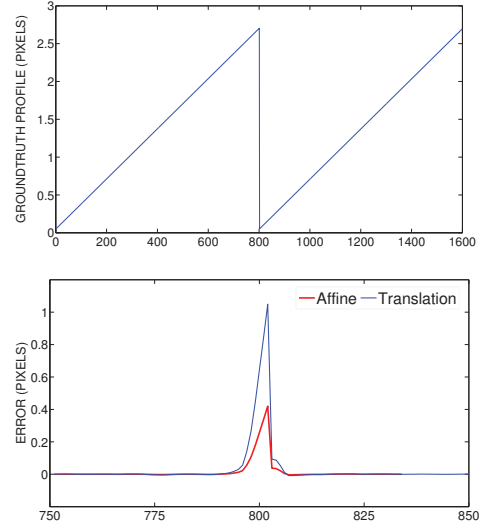 GROUNDTRUTH PROFILE (PIXELS)
3
2.5
2
1.5
1
0.5
0
0 200 400 600 800 1000 1200 1400 1600
ERROR (PIXELS)
Affine Translation
1
0.8
0.6
0.4
0.2
0
750 775 800 825 850